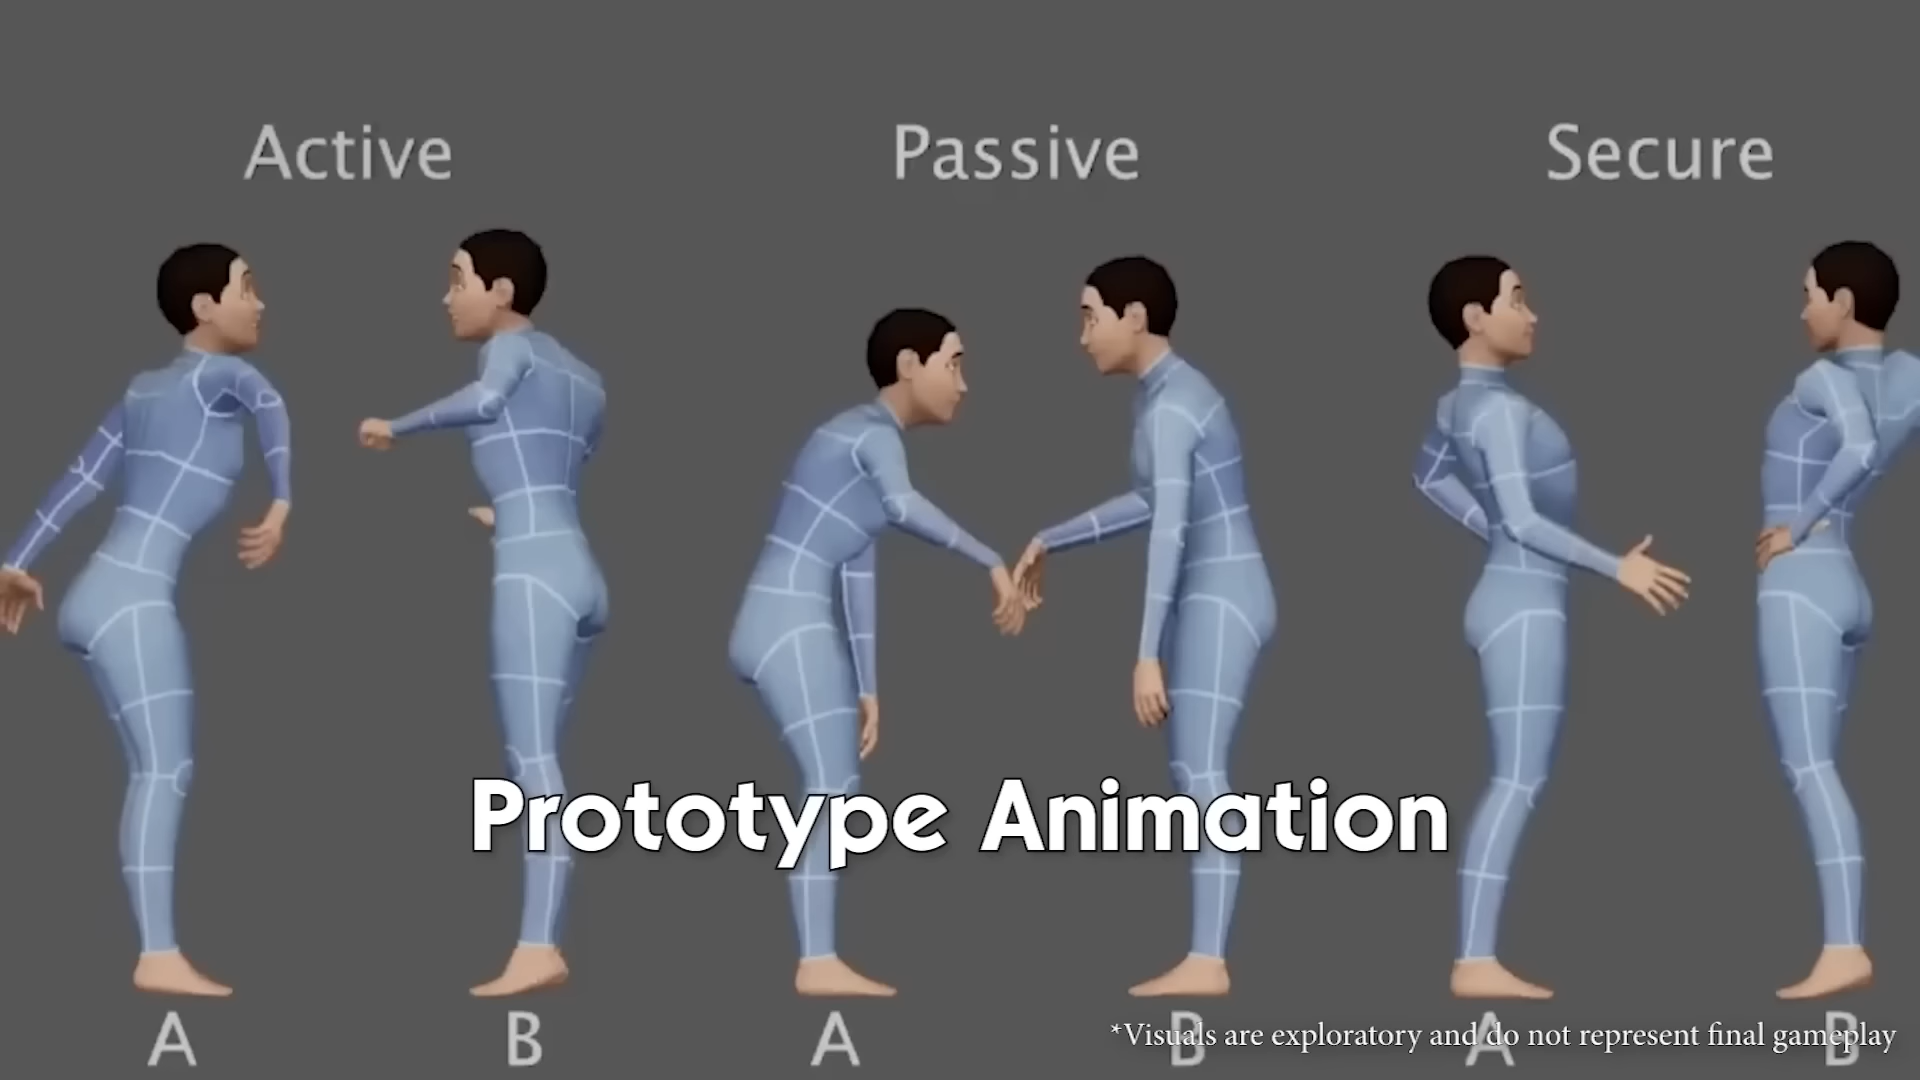 Active Passive Secure
Prototype Animation
A B A B A B
*Visuals are exploratory and do not represent final gameplay